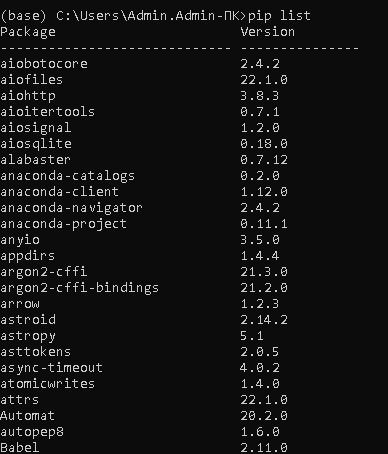 (base) C:\Users\Admin.Admin-ПК>pip list
Package                       Version
----------------------------- ---------------
aiobotocore                   2.4.2
aiofiles                      22.1.0
aiohttp                       3.8.3
aioitertools                  0.7.1
aiosignal                     1.2.0
aiosqlite                     0.18.0
alabaster                     0.7.12
anaconda-catalogs             0.2.0
anaconda-client               1.12.0
anaconda-navigator            2.4.2
anaconda-project              0.11.1
anyio                         3.5.0
appdirs                       1.4.4
argon2-cffi                   21.3.0
argon2-cffi-bindings          21.2.0
arrow                         1.2.3
astroid                       2.14.2
astropy                       5.1
asttokens                     2.0.5
async-timeout                 4.0.2
atomicwrites                  1.4.0
attrs                         22.1.0
Automat                       20.2.0
autopep8                      1.6.0
Babel                         2.11.0